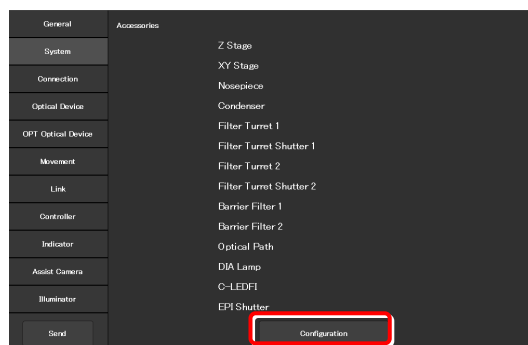 General
System
Connection
Optical Device
OPT Optical Device
Movement
Link
Controller
Indicator
Assist Camera
Illuminator
Send
Accessories
Z Stage
XY Stage
Nosepiece
Condenser
Filter Turret 1
Filter Turret Shutter 1
Filter Turret 2
Filter Turret Shutter 2
Barrier Filter 1
Barrier Filter 2
Optical Path
DIA Lamp
C-LEDFI
EPI Shutter
Configuration